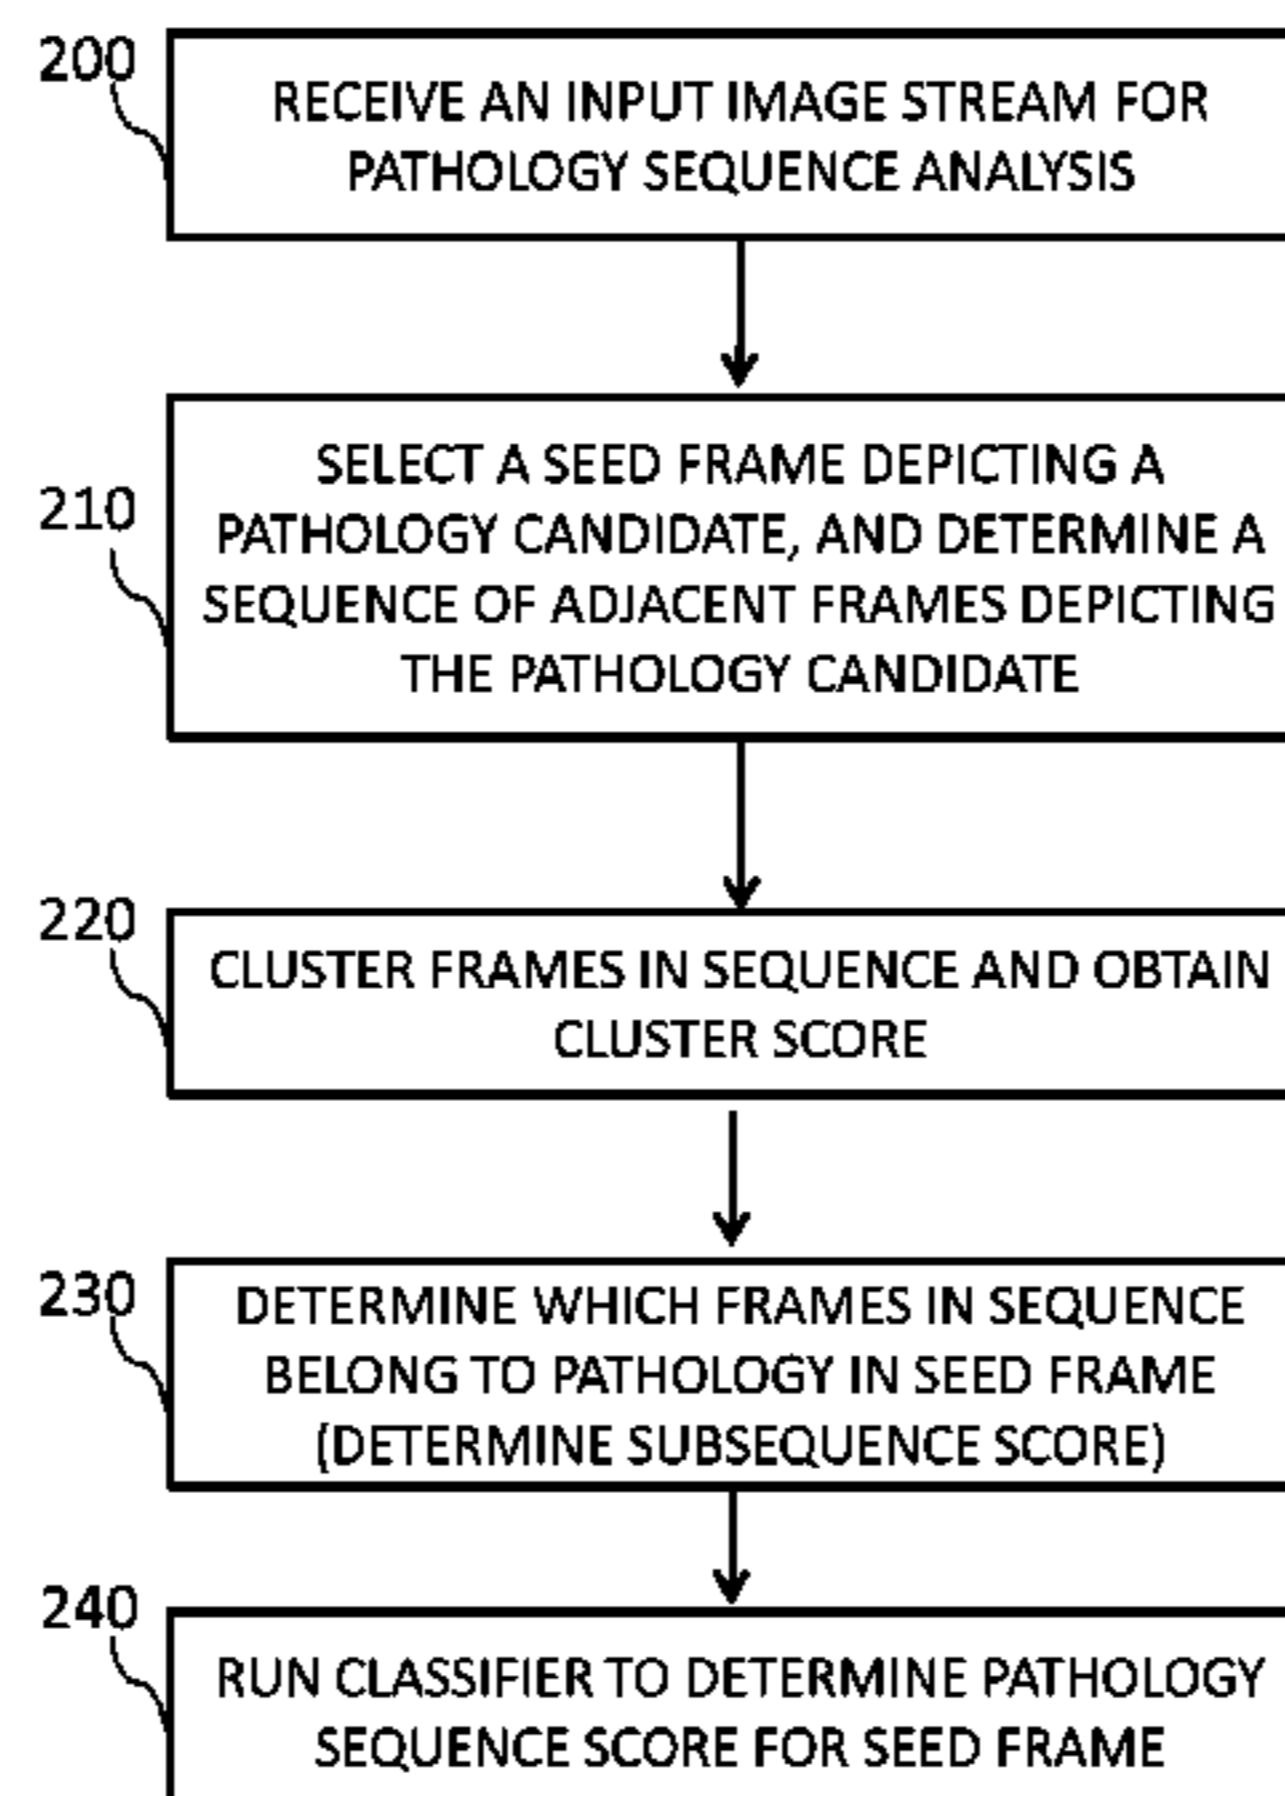 200
RECEIVE AN INPUT IMAGE STREAM FOR
PATHOLOGY SEQUENCE ANALYSIS
210
SELECT A SEED FRAME DEPICTING A
PATHOLOGY CANDIDATE, AND DETERMINE A
SEQUENCE OF ADJACENT FRAMES DEPICTING
THE PATHOLOGY CANDIDATE
220
CLUSTER FRAMES IN SEQUENCE AND OBTAIN
CLUSTER SCORE
230
DETERMINE WHICH FRAMES IN SEQUENCE
BELONG TO PATHOLOGY IN SEED FRAME
(DETERMINE SUBSEQUENCE SCORE)
240
RUN CLASSIFIER TO DETERMINE PATHOLOGY
SEQUENCE SCORE FOR SEED FRAME